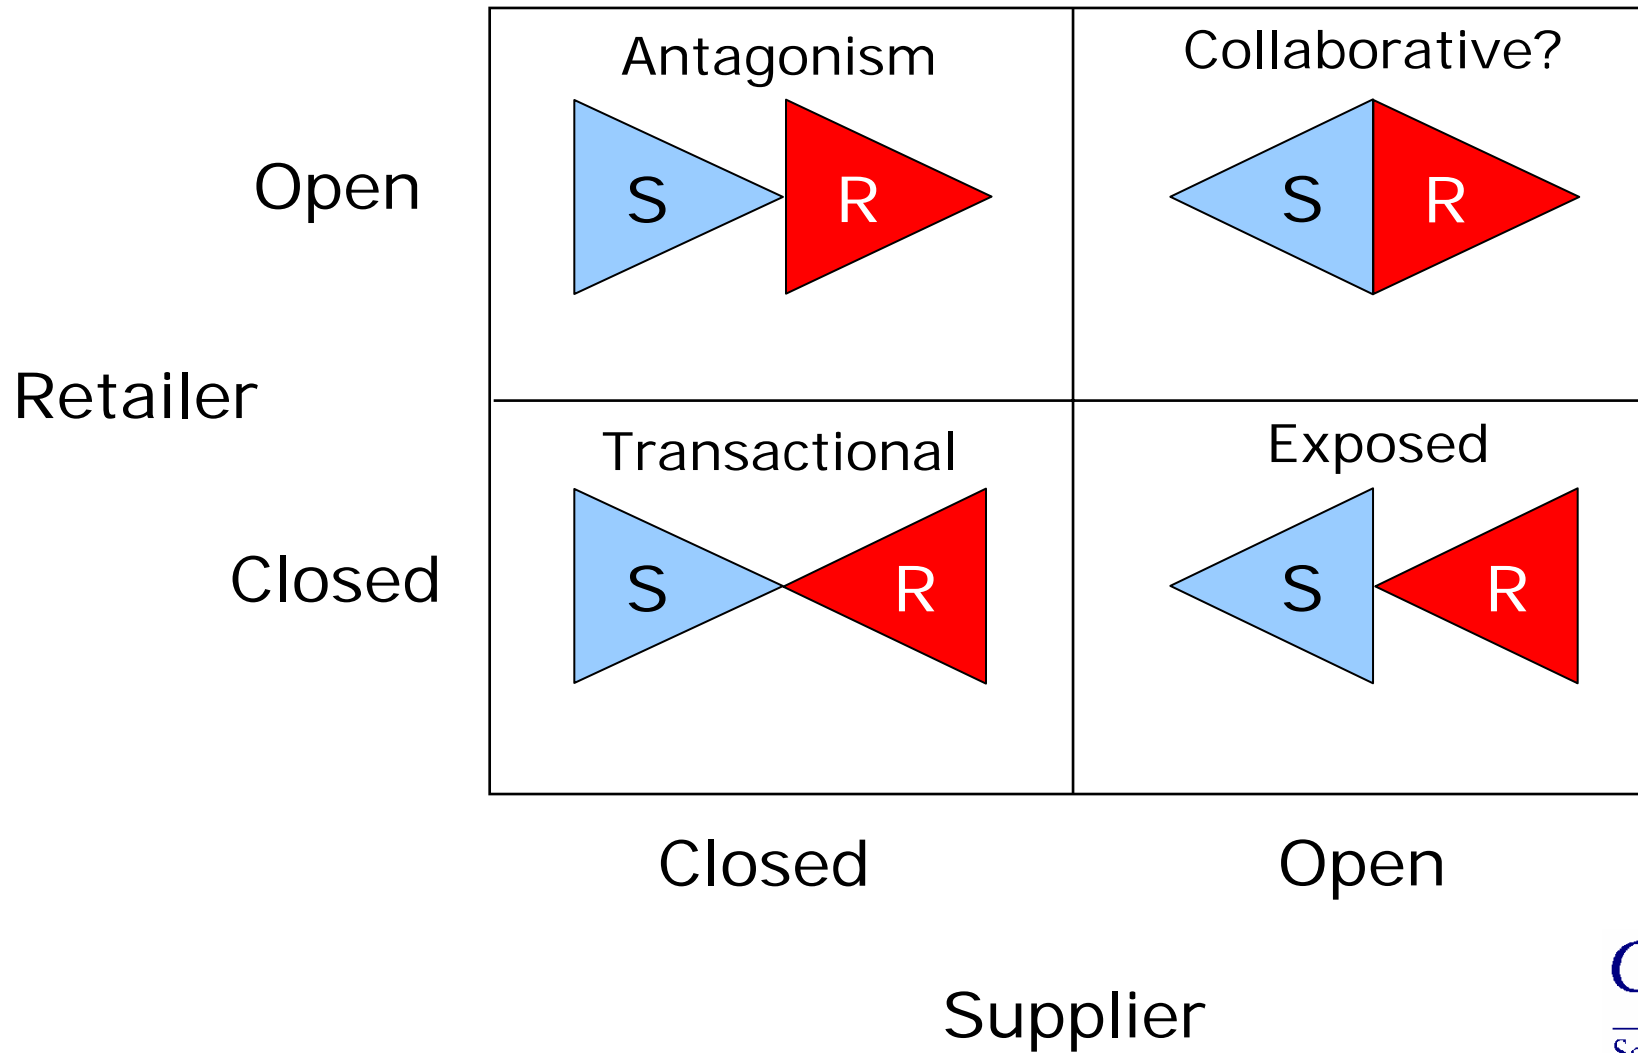 Antagonism
Collaborative?
Open
S
R
S
R
Retailer
Transactional
Exposed
Closed
S
R
S
R
Closed
Open
Supplier